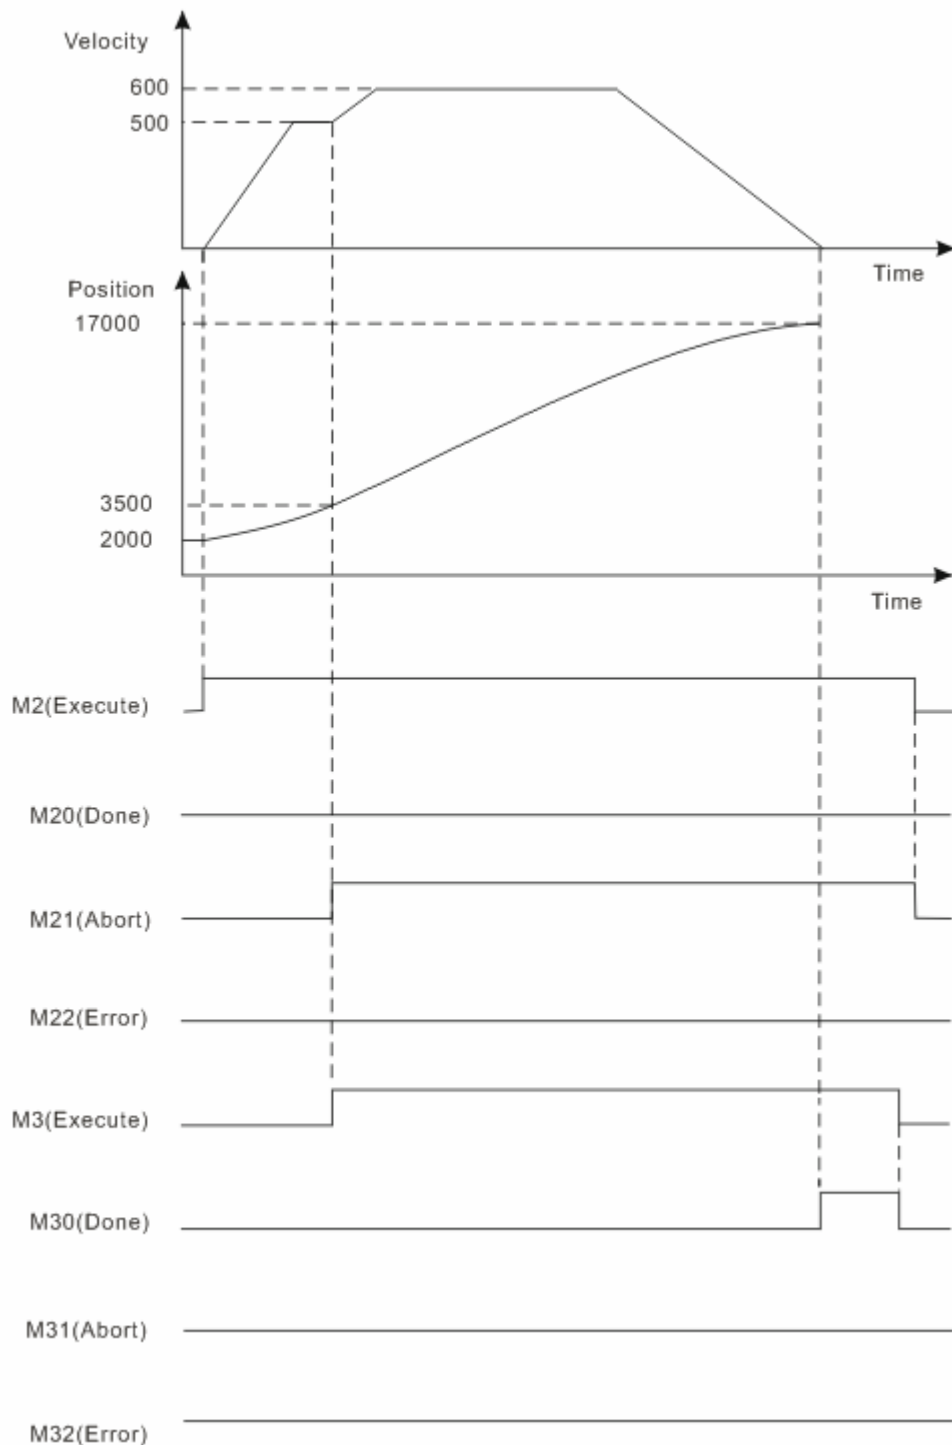 Velocity
600
500
Time
Position
17000
3500
2000
Time
M2(Execute)
M20(Done)
M21(Abort)
M22(Error)
M3(Execute)
M30(Done)
M31(Abort)
M32(Error)